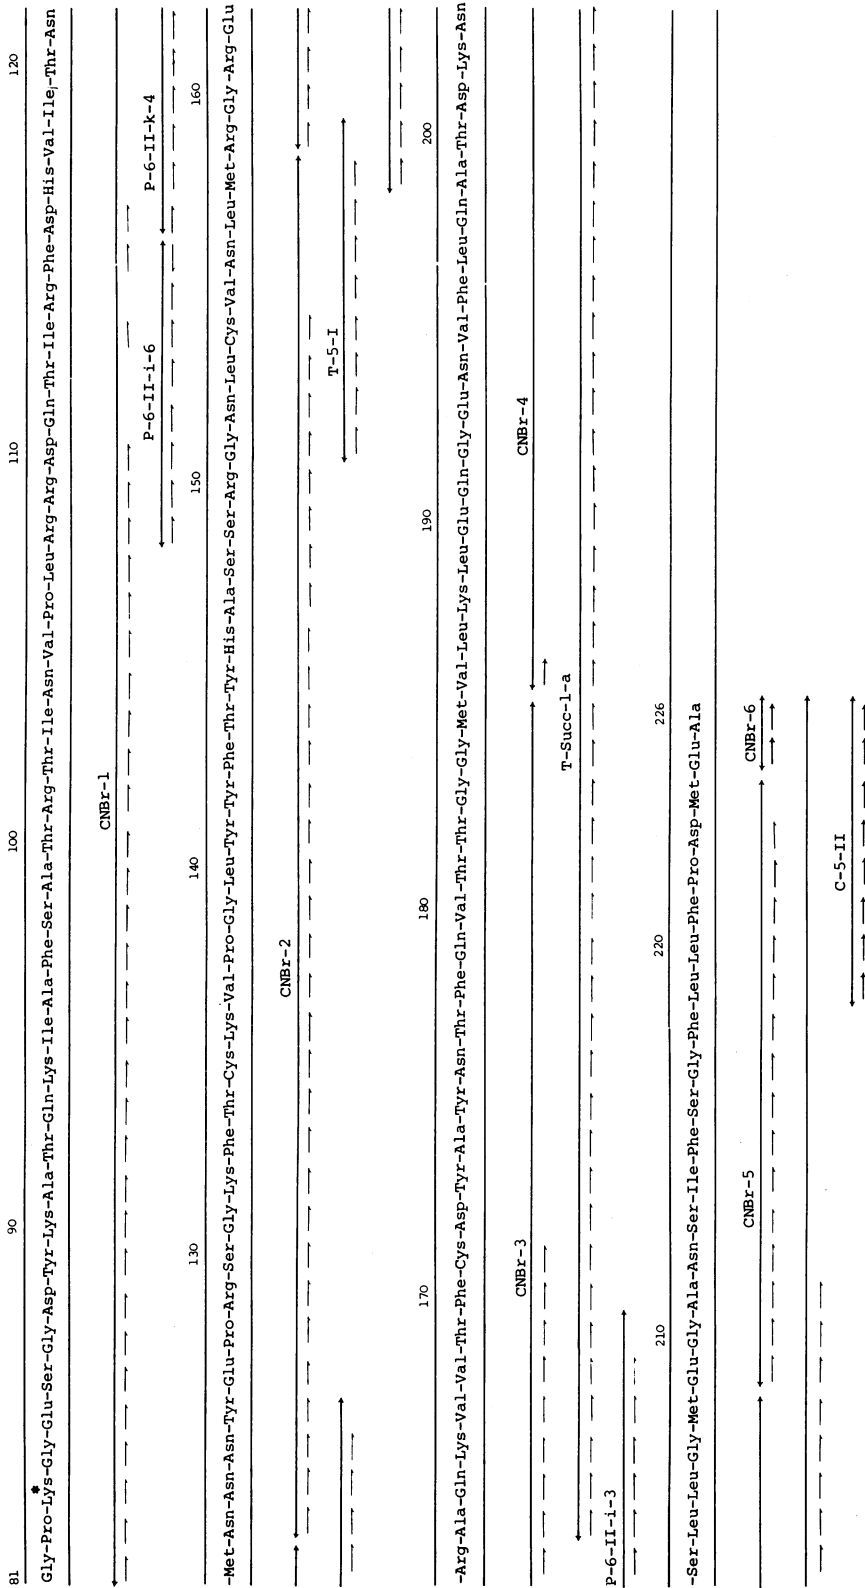 81 90 100 110 120
*
Gly-Pro-Lys-Gly-Glu-Ser-Gly-Asp-Tyr-Lys-Ala-Thr-Gln-Lys-Ile-Ala-Phe-Ser-Ala-Thr-Arg-Thr-Ile-Asn-Val-Pro-Leu-Arg-Arg-Asp-Gln-Thr-Ile-Arg-Phe-Asp-His-Val-Ile-Thr-Asn
CNBr-1
P-6-II-i-6 P-6-II-k-4
130 140 150 160
-Met-Asn-Asn-Tyr-Glu-Pro-Arg-Ser-Gly-Lys-Phe-Thr-Cys-Lys-Val-Pro-Gly-Leu-Tyr-Tyr-Phe-Thr-Tyr-His-Ala-Ser-Ser-Arg-Gly-Asn-Leu-Cys-Val-Asn-Leu-Met-Arg-Gly-Arg-Glu
CNBr-2
T-5-I
170 180 190 200
-Arg-Ala-Gln-Lys-Val-Val-Thr-Phe-Cys-Asp-Tyr-Ala-Tyr-Asn-Thr-Phe-Gln-Val-Thr-Thr-Gly-Gly-Met-Val-Leu-Lys-Leu-Glu-Gln-Gly-Glu-Asn-Val-Phe-Leu-Gln-Ala-Thr-Asp-Lys-Asn
CNBr-3 CNBr-4
T-Succ-1-a
P-6-II-i-3
210 220 226
-Ser-Leu-Leu-Gly-Met-Glu-Gly-Ala-Asn-Ser-Ile-Phe-Ser-Gly-Phe-Leu-Leu-Phe-Pro-Asp-Met-Glu-Ala
CNBr-5 CNBr-6
C-5-II